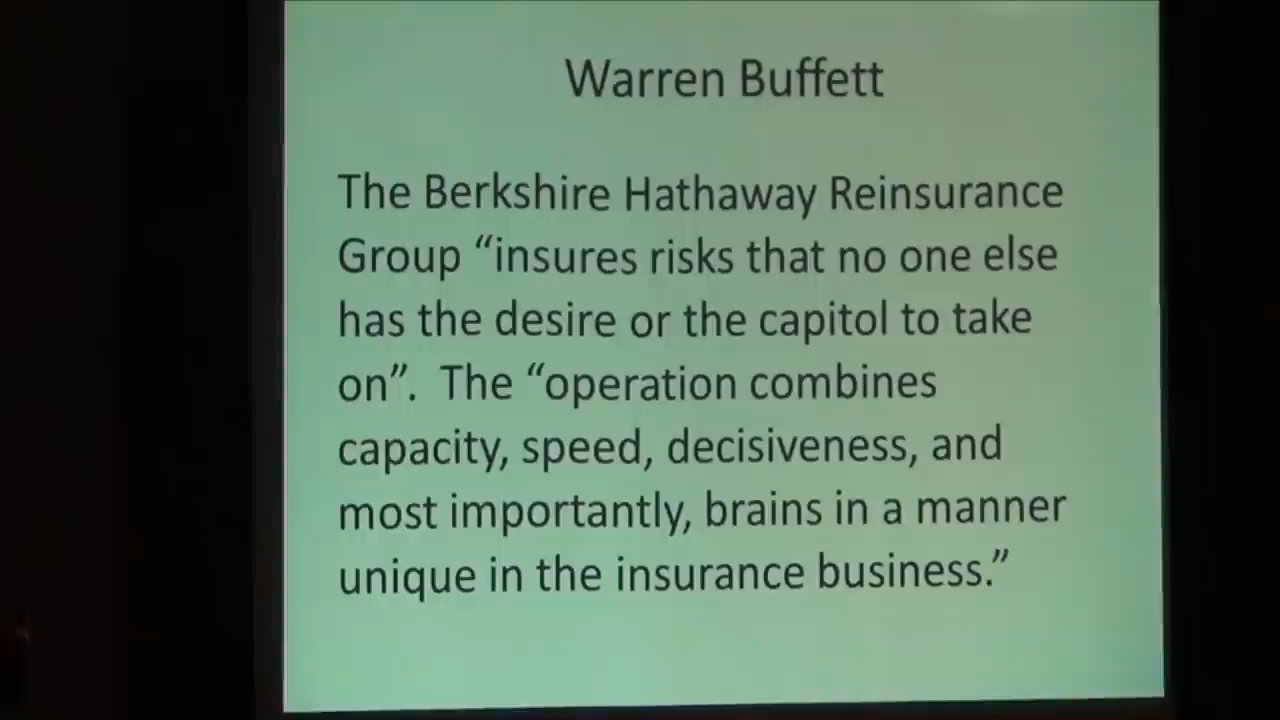 Warren Buffett
The Berkshire Hathaway Reinsurance
Group “insures risks that no one else
has the desire or the capitol to take
on”.  The “operation combines
capacity, speed, decisiveness, and
most importantly, brains in a manner
unique in the insurance business.”